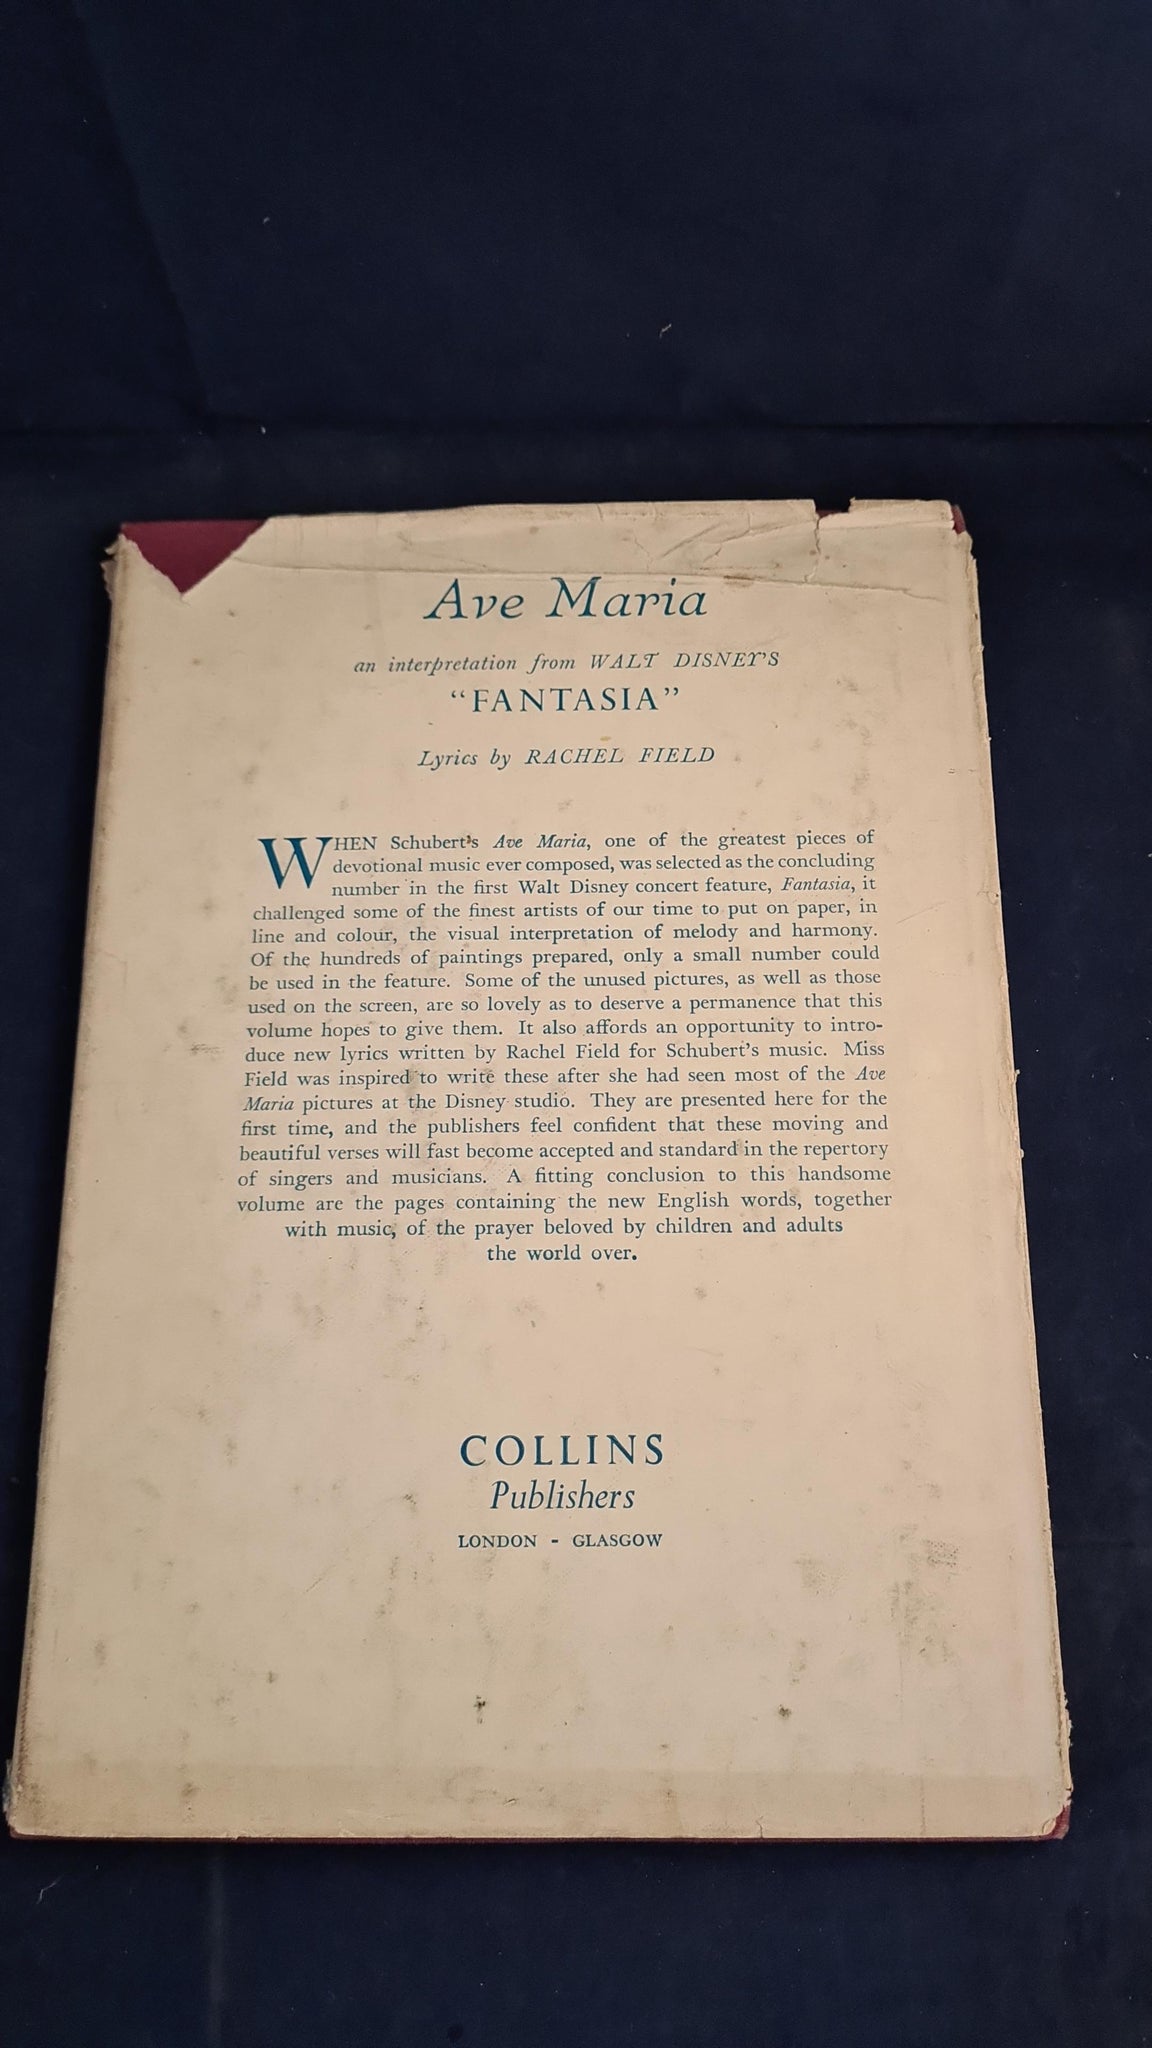 Ave Maria
an interpretation from WALT DISNEY'S
"FANTASIA"
Lyrics by RACHEL FIELD
WHEN Schubert's Ave Maria, one of the greatest pieces of
devotional music ever composed, was selected as the concluding
number in the first Walt Disney concert feature, Fantasia, it
challenged some of the finest artists of our time to put on paper, in
line and colour, the visual interpretation of melody and harmony.
Of the hundreds of paintings prepared, only a small number could
be used in the feature. Some of the unused pictures, as well as those
used on the screen, are so lovely as to deserve a permanence that this
volume hopes to give them. It also affords an opportunity to intro-
duce new lyrics written by Rachel Field for Schubert's music. Miss
Field was inspired to write these after she had seen most of the Ave
Maria pictures at the Disney studio. They are presented here for the
first time, and the publishers feel confident that these moving and
beautiful verses will fast become accepted and standard in the repertory
of singers and musicians. A fitting conclusion to this handsome
volume are the pages containing the new English words, together
with music, of the prayer beloved by children and adults
the world over.
COLLINS
Publishers
LONDON - GLASGOW